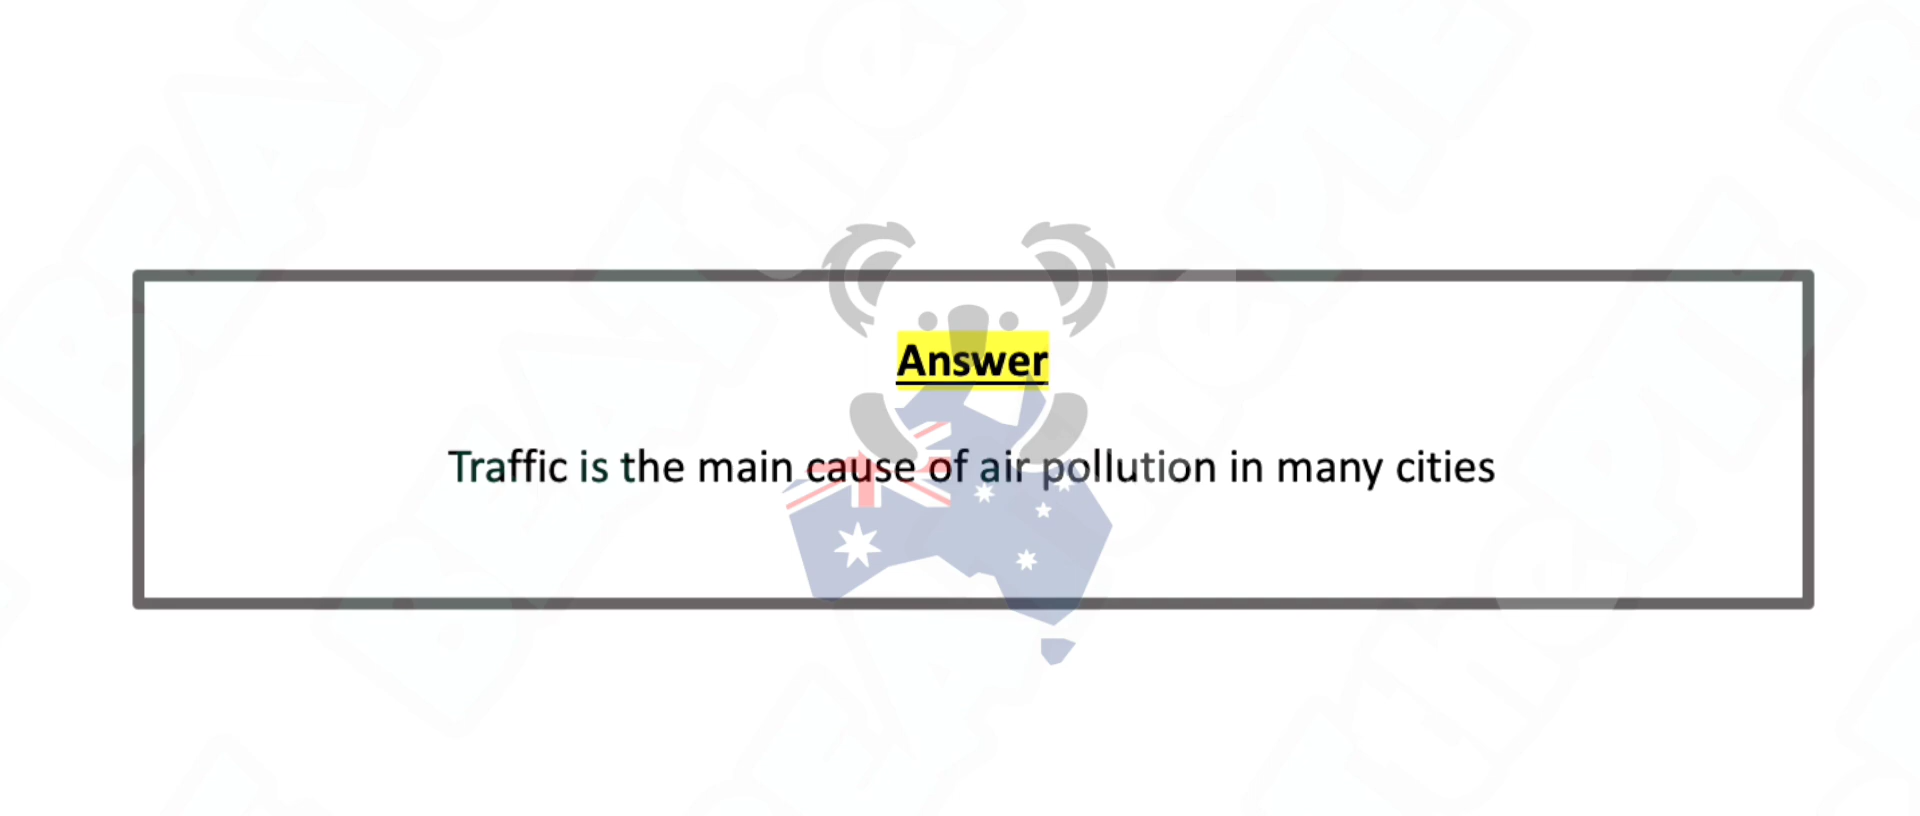 Answer
Traffic is the main cause of air pollution in many cities